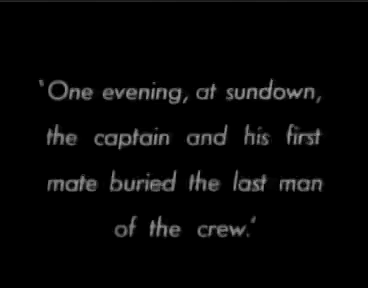 'One evening, at sundown,
the captain and his first
mate buried the last man
of the crew.'